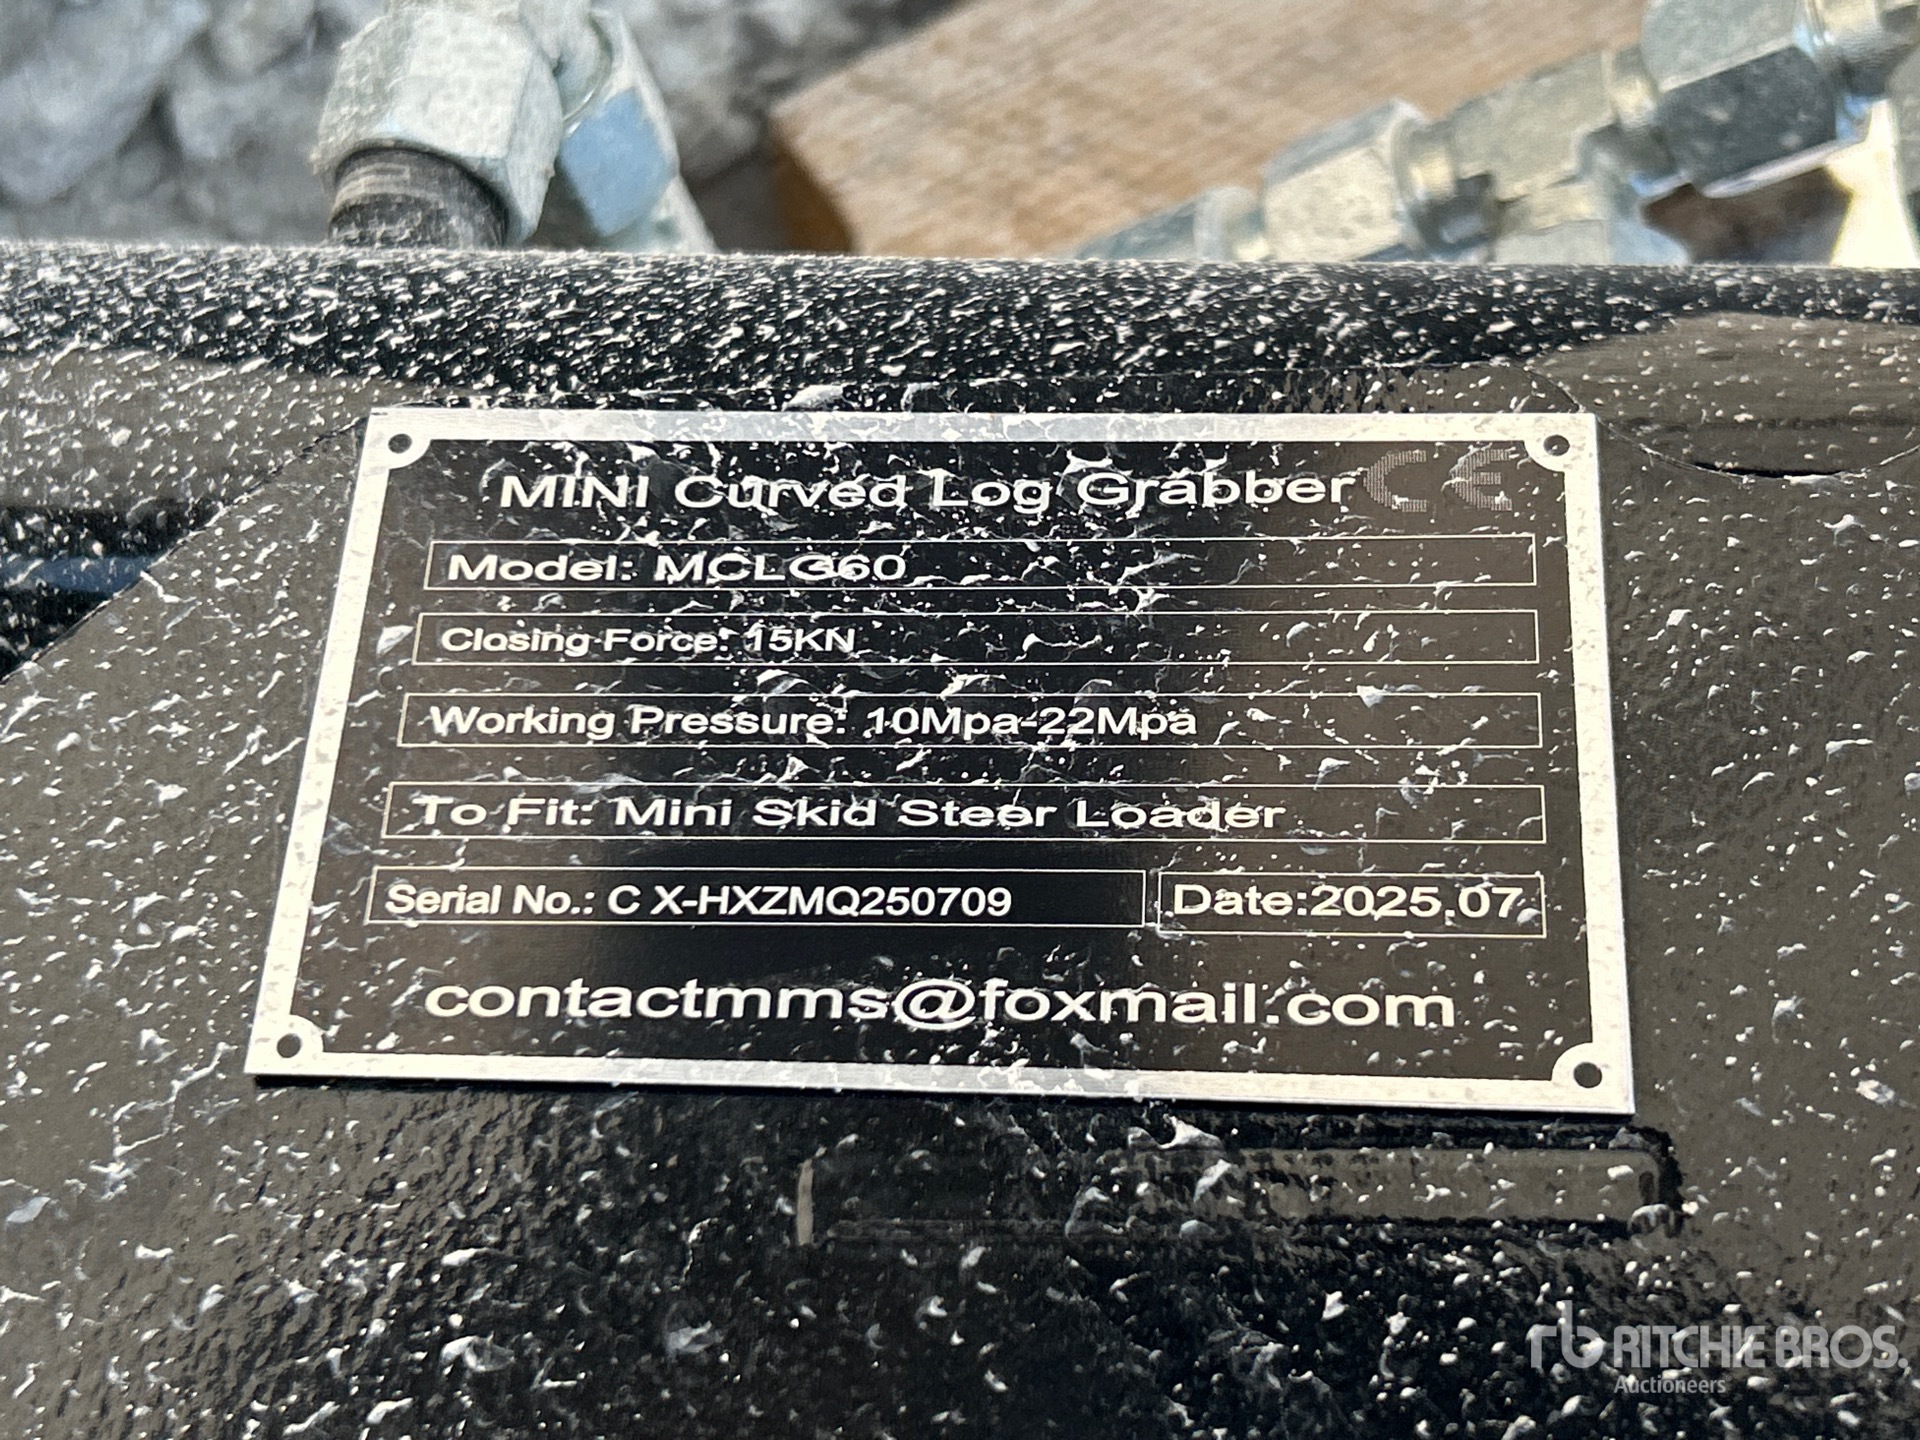 MINI Curved Log Grabber CE
Model: MCLG60
Closing Force: 15KN
Working Pressure: 10Mpa-22Mpa
To Fit: Mini Skid Steer Loader
Serial No.: C X-HXZMQ250709
Date:2025.07
contactmms@foxmail.com
rb RITCHIE BROS.
Auctioneers